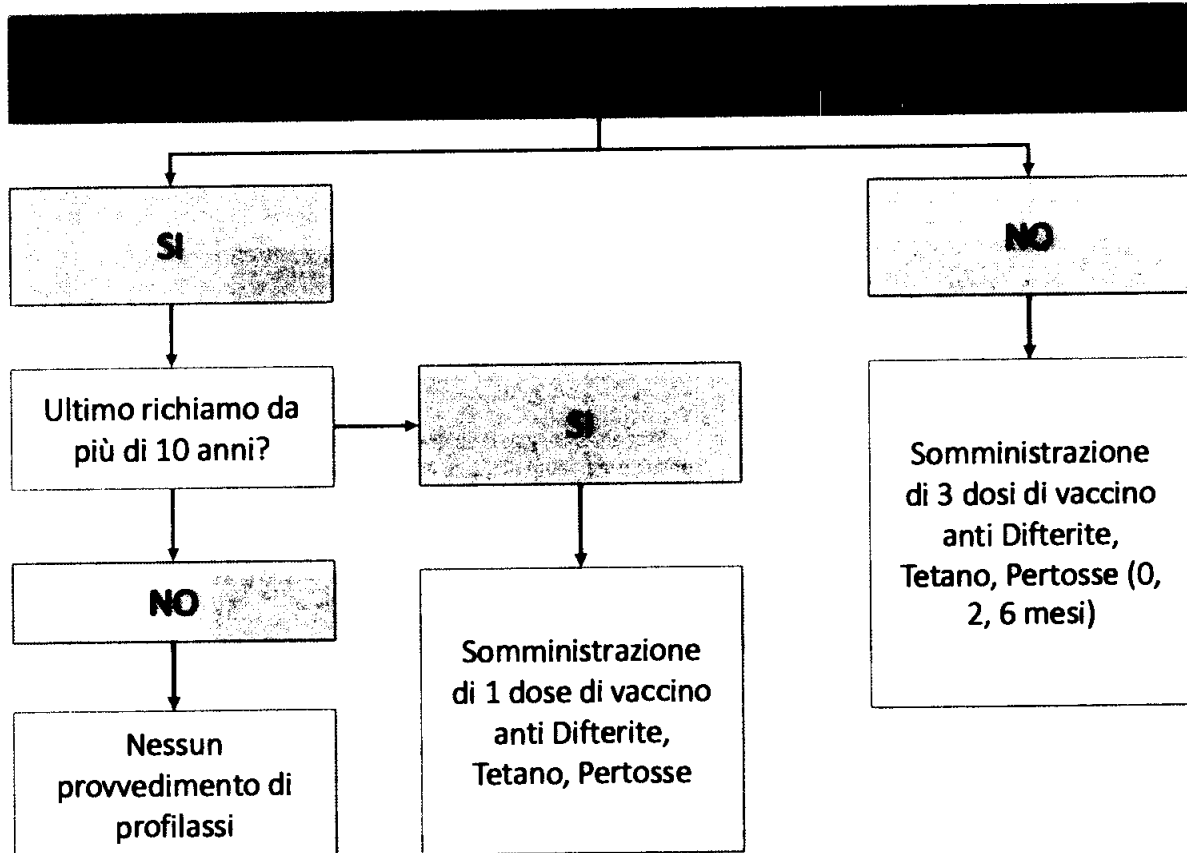 SI
NO
Ultimo richiamo da
più di 10 anni?
SI
Somministrazione
di 3 dosi di vaccino
anti Difterite,
Tetano, Pertosse (0,
2, 6 mesi)
NO
Somministrazione
di 1 dose di vaccino
anti Difterite,
Tetano, Pertosse
Nessun
provvedimento di
profilassi